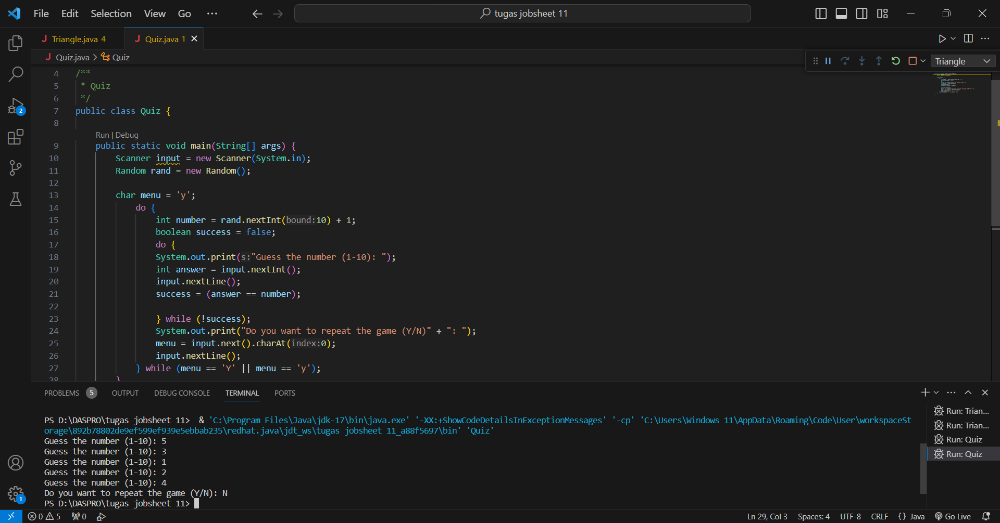 File Edit Selection View Go ··· tugas jobsheet 11
Triangle.java 4 Quiz.java 1
Quiz.java > Quiz
Triangle
4 /**
5  * Quiz
6  */
7 public class Quiz {
8
Run | Debug
9 public static void main(String[] args) {
10 Scanner input = new Scanner(System.in);
11 Random rand = new Random();
12
13 char menu = 'y';
14 do {
15 int number = rand.nextInt(bound:10) + 1;
16 boolean success = false;
17 do {
18 System.out.print(s:"Guess the number (1-10): ");
19 int answer = input.nextInt();
20 input.nextLine();
21 success = (answer == number);
22
23 } while (!success);
24 System.out.print("Do you want to repeat the game (Y/N)" + ": ");
25 menu = input.next().charAt(index:0);
26 input.nextLine();
27 } while (menu == 'Y' || menu == 'y');
28 }
PROBLEMS 5 OUTPUT DEBUG CONSOLE TERMINAL PORTS
PS D:\DASPRO\tugas jobsheet 11>  & 'C:\Program Files\Java\jdk-17\bin\java.exe' '-XX:+ShowCodeDetailsInExceptionMessages' '-cp' 'C:\Users\Windows 11\AppData\Roaming\Code\User\workspaceSt
orage\892b78802de9ef599ef939e5ebbab235\redhat.java\jdt_ws\tugas jobsheet 11_a88f5697\bin' 'Quiz'
Guess the number (1-10): 5
Guess the number (1-10): 3
Guess the number (1-10): 1
Guess the number (1-10): 2
Guess the number (1-10): 4
Do you want to repeat the game (Y/N): N
PS D:\DASPRO\tugas jobsheet 11>
Run: Trian...
Run: Trian...
Run: Quiz
Run: Quiz
2
1
0 5 0 Ln 29, Col 3 Spaces: 4 UTF-8 CRLF {} Java Go Live